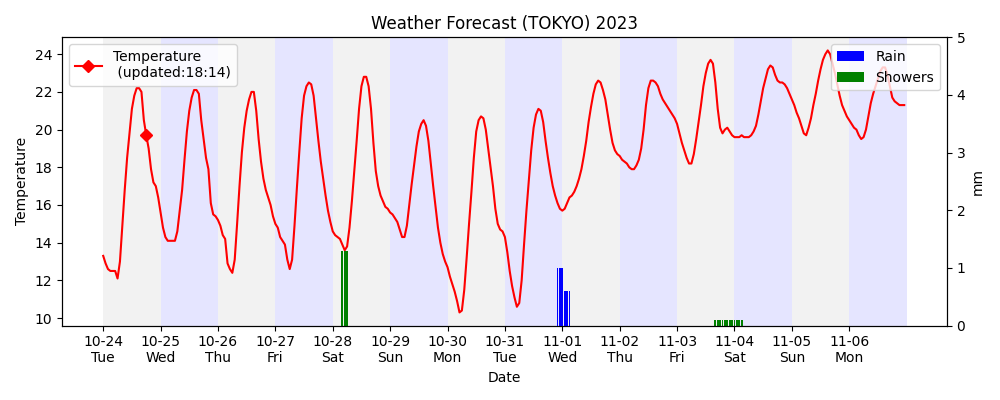 Weather Forecast (TOKYO) 2023
Temperature
(updated:18:14)
Rain
Showers
Temperature
24
22
20
18
16
14
12
10
5
4
3
2
1
0
mm
10-24 10-25 10-26 10-27 10-28 10-29 10-30 10-31 11-01 11-02 11-03 11-04 11-05 11-06
Tue Wed Thu Fri Sat Sun Mon Tue Wed Thu Fri Sat Sun Mon
Date